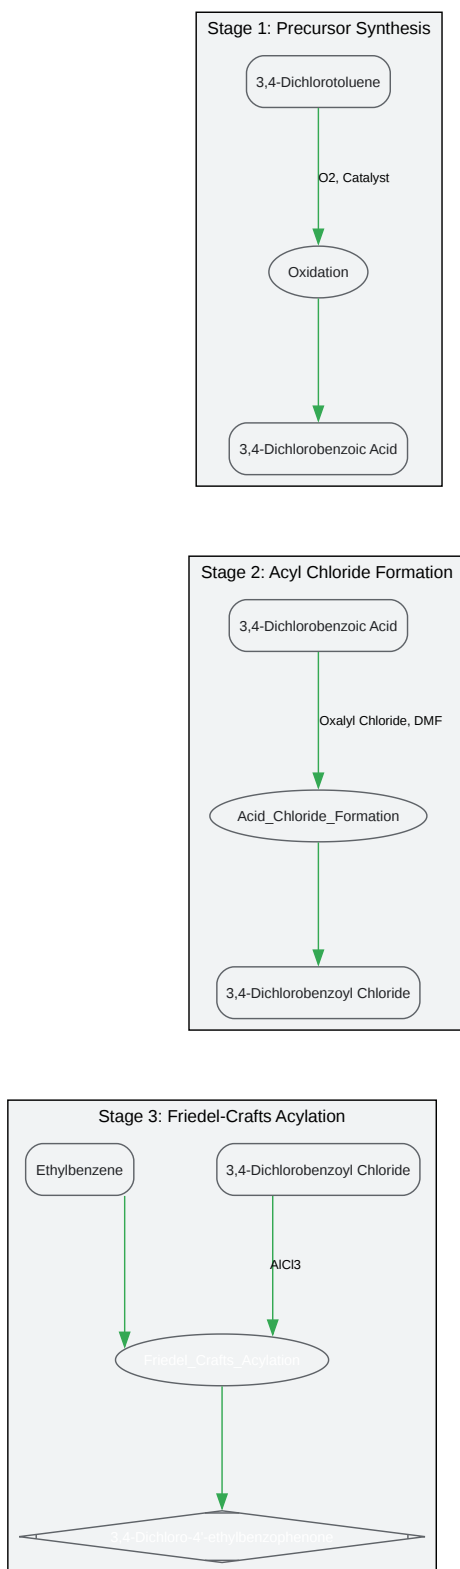 Stage 1: Precursor Synthesis
3,4-Dichlorotoluene
O2, Catalyst
Oxidation
3,4-Dichlorobenzoic Acid
Stage 2: Acyl Chloride Formation
3,4-Dichlorobenzoic Acid
Oxalyl Chloride, DMF
Acid_Chloride_Formation
3,4-Dichlorobenzoyl Chloride
Stage 3: Friedel-Crafts Acylation
Ethylbenzene
3,4-Dichlorobenzoyl Chloride
AlCl3
Friedel_Crafts_Acylation
3,4-Dichloro-4'-ethylbenzophenone